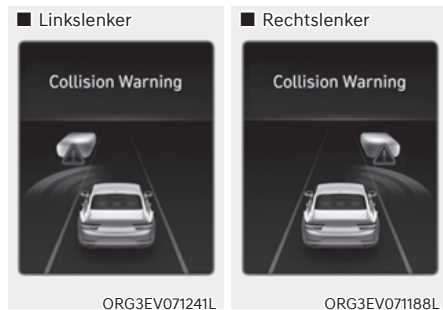 ■ Linkslenker
Collision Warning
ORG3EV071241L
■ Rechtslenker
Collision Warning
ORG3EV071188L